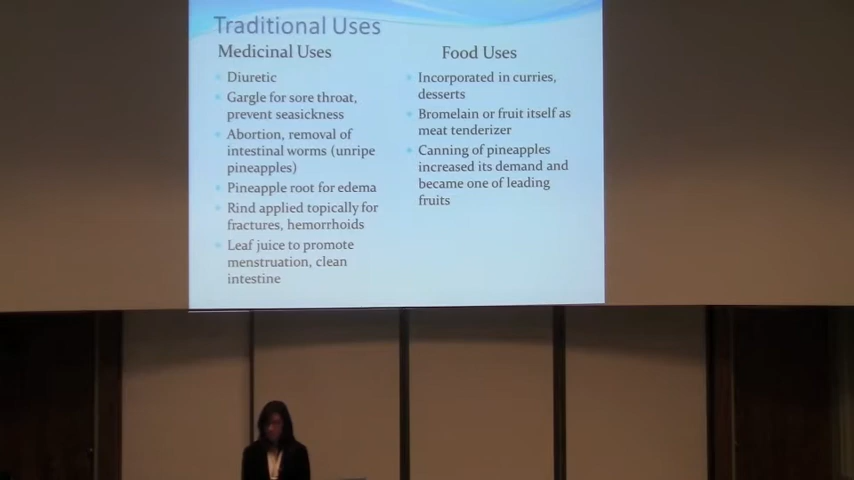 Traditional Uses
Medicinal Uses
Diuretic
Gargle for sore throat,
prevent seasickness
Abortion, removal of
intestinal worms (unripe
pineapples)
Pineapple root for edema
Rind applied topically for
fractures, hemorrhoids
Leaf juice to promote
menstruation, clean
intestine
Food Uses
Incorporated in curries,
desserts
Bromelain or fruit itself as
meat tenderizer
Canning of pineapples
increased its demand and
became one of leading
fruits